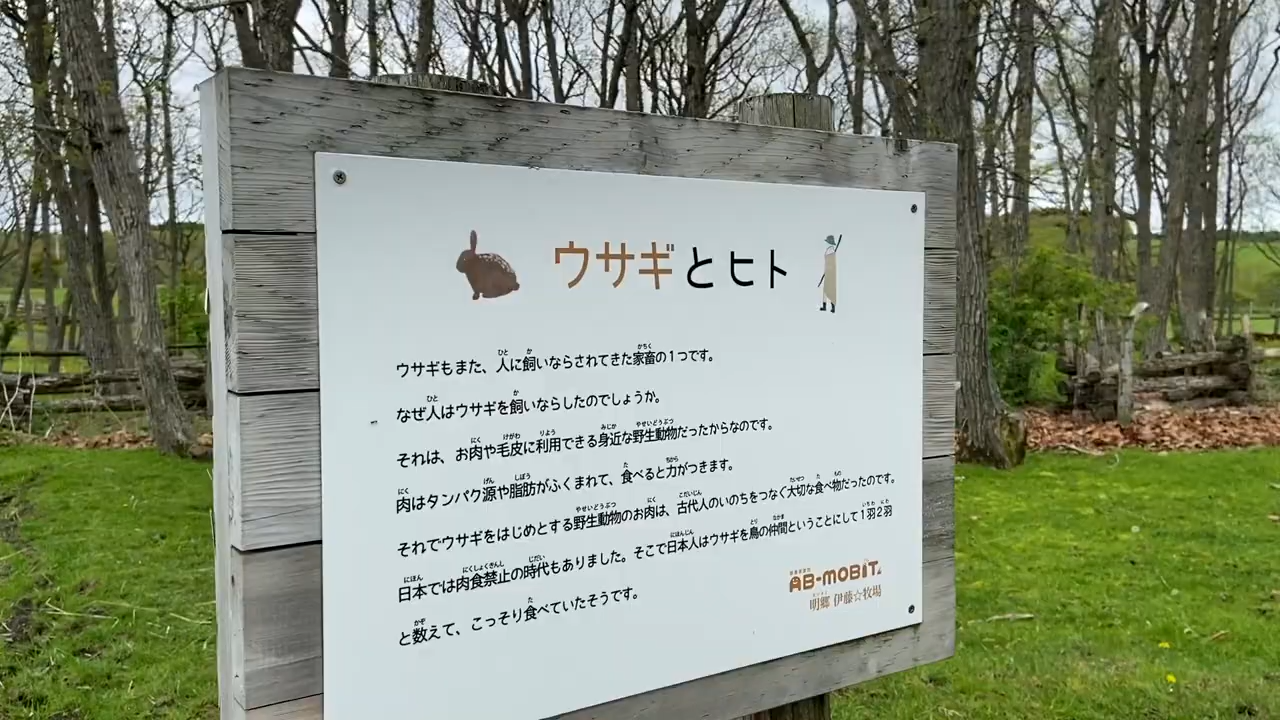 ウサギとヒト
ウサギもまた、人に飼いならされてきた家畜の1つです。
なぜ人はウサギを飼いならしたのでしょうか。
それは、お肉や毛皮に利用できる身近な野生動物だったからなのです。
肉はタンパク源や脂肪がふくまれて、食べると力がつきます。
それでウサギをはじめとする野生動物のお肉は、古代人のいのちをつなぐ大切な食べ物だったのです。
日本では肉食禁止の時代もありました。そこで日本人はウサギを鳥の仲間ということにして1羽2羽
と数えて、こっそり食べていたそうです。
AB-MOBIT
明郷 伊藤☆牧場